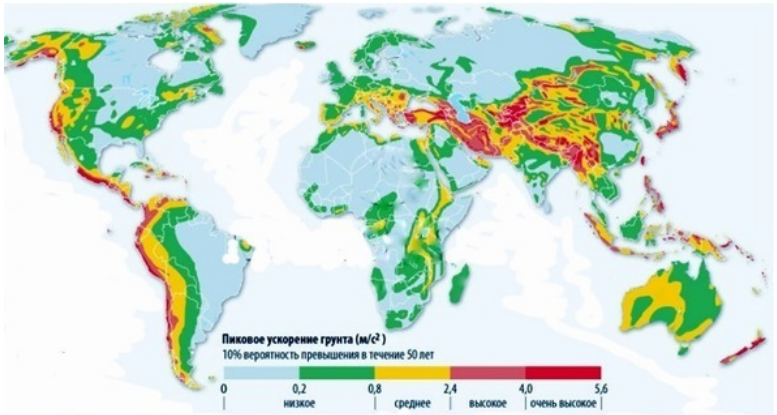 Пиковое ускорение грунта (м/с²)
10% вероятность превышения в течение 50 лет
0 0,2 0,8 2,4 4,0 5,6
низкое среднее высокое очень высокое